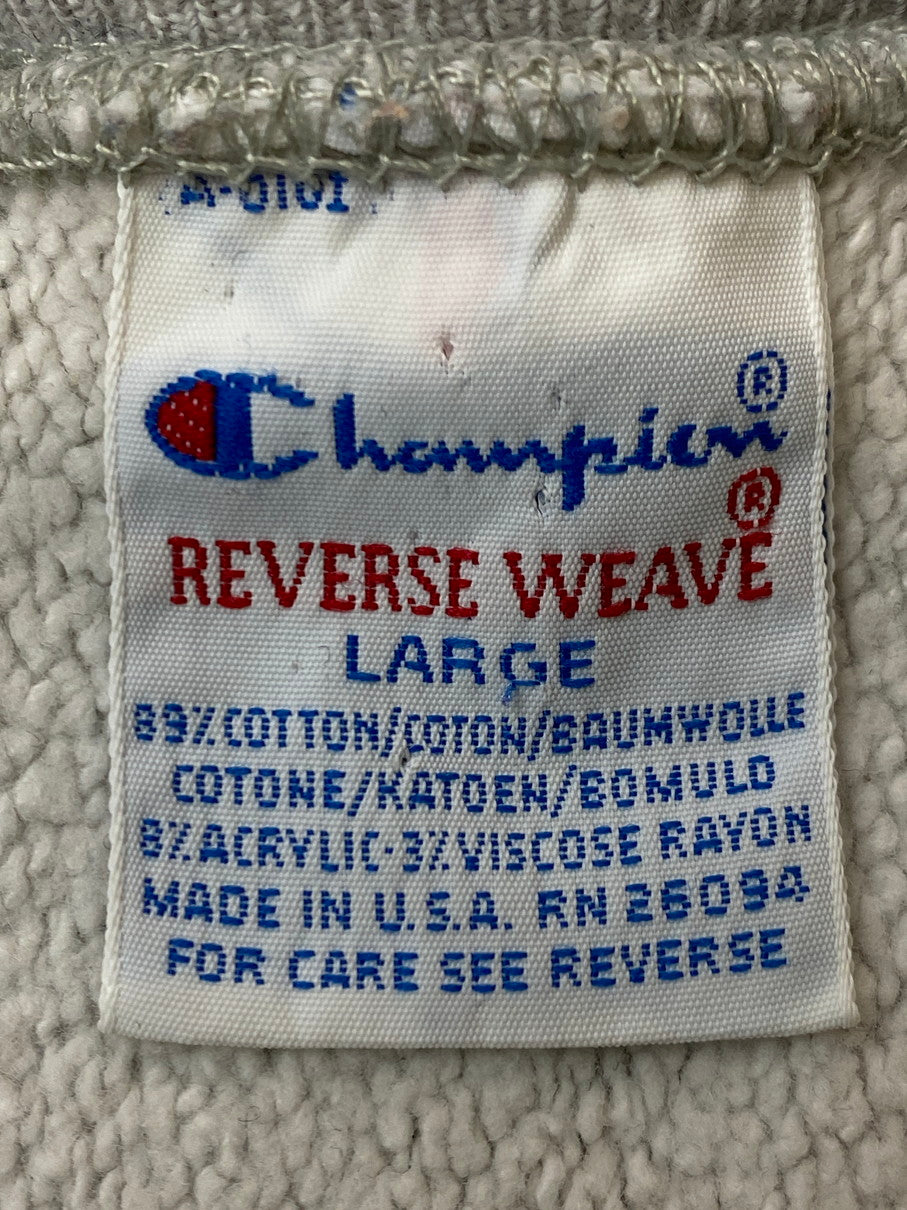 A-0101
Champion®
REVERSE WEAVE®
LARGE
89% COTTON/COTON/BAUMWOLLE
COTONE/KATOEN/BOMULD
8% ACRYLIC-3% VISCOSE RAYON
MADE IN U.S.A. RN 26094
FOR CARE SEE REVERSE